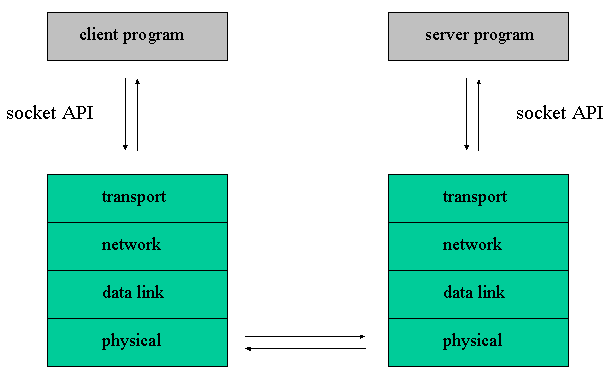 client program
server program
socket API
socket API
transport
transport
network
network
data link
data link
physical
physical